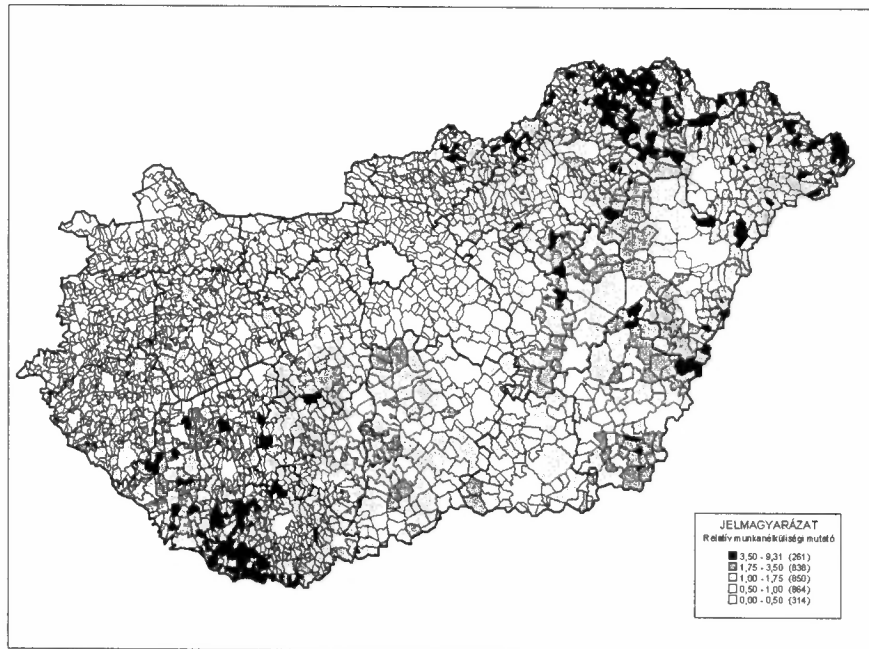 JELMAGYARÁZAT
Relatív munkanélküliségi mutató
3,50 - 9,31 (261)
1,75 - 3,50 (838)
1,00 - 1,75 (850)
0,50 - 1,00 (864)
0,00 - 0,50 (314)